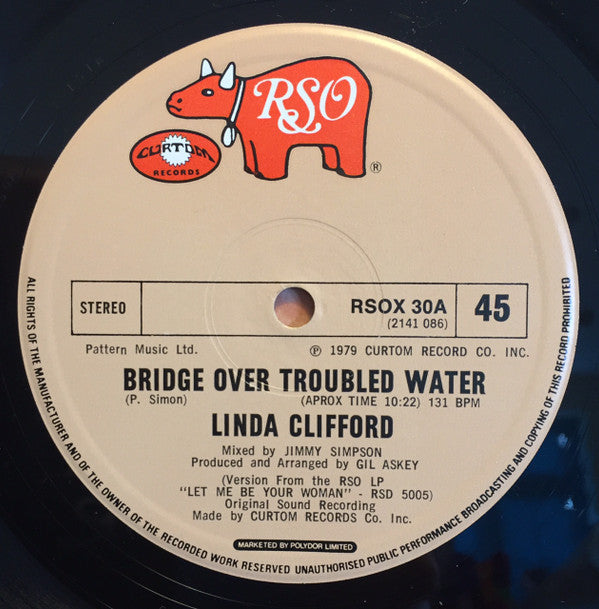 RSO
®
CURTOM
RECORDS
STEREO
RSOX 30A
(2141 086)
45
Pattern Music Ltd.
℗ 1979 CURTOM RECORD CO. INC.
BRIDGE OVER TROUBLED WATER
(P. Simon) (APROX TIME 10:22) 131 BPM
LINDA CLIFFORD
Mixed by JIMMY SIMPSON
Produced and Arranged by GIL ASKEY
(Version From the RSO LP
"LET ME BE YOUR WOMAN" - RSD 5005)
Original Sound Recording
Made by CURTOM RECORDS Co. Inc.
MARKETED BY POLYDOR LIMITED
ALL RIGHTS OF THE MANUFACTURER AND OF THE OWNER OF THE RECORDED WORK RESERVED UNAUTHORISED PUBLIC PERFORMANCE BROADCASTING AND COPYING OF THIS RECORD PROHIBITED